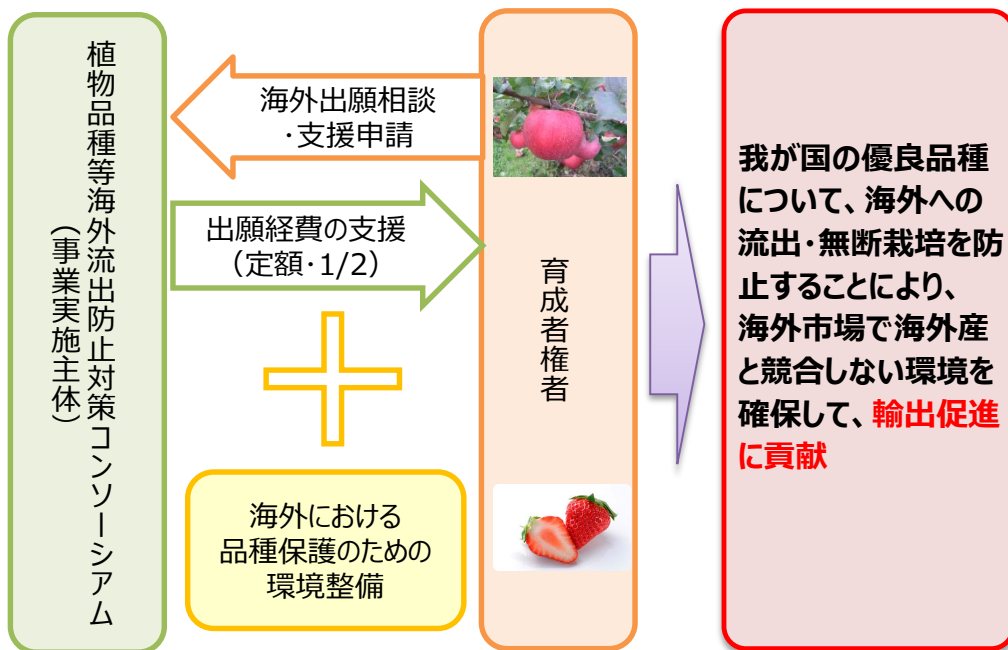 植物品種等海外流出防止対策コンソーシアム
（事業実施主体）
海外出願相談
・支援申請
出願経費の支援
（定額・1/2）
海外における
品種保護のための
環境整備
育成者権者
我が国の優良品種
について、海外への
流出・無断栽培を防
止することにより、
海外市場で海外産
と競合しない環境を
確保して、輸出促進
に貢献